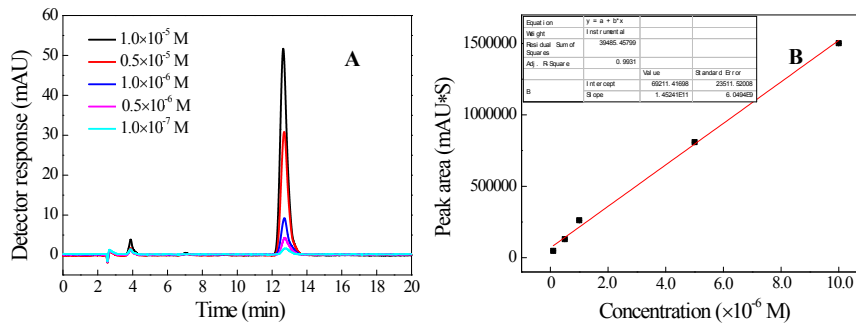 A
1.0×10⁻⁵ M
0.5×10⁻⁵ M
1.0×10⁻⁶ M
0.5×10⁻⁶ M
1.0×10⁻⁷ M
Detector response (mAU)
60
50
40
30
20
10
0
0 2 4 6 8 10 12 14 16 18 20
Time (min)
B
Equation y = a + b*x
Weight Instrumental
Residual Sum of Squares 39485.45799
Adj. R-Square 0.9931
Value Standard Error
B Intercept 69211.41698 23511.52008
Slope 1.45241E11 6.0494E9
Peak area (mAU*S)
1500000
1000000
500000
0
0 2.0 4.0 6.0 8.0 10.0
Concentration (×10⁻⁶ M)